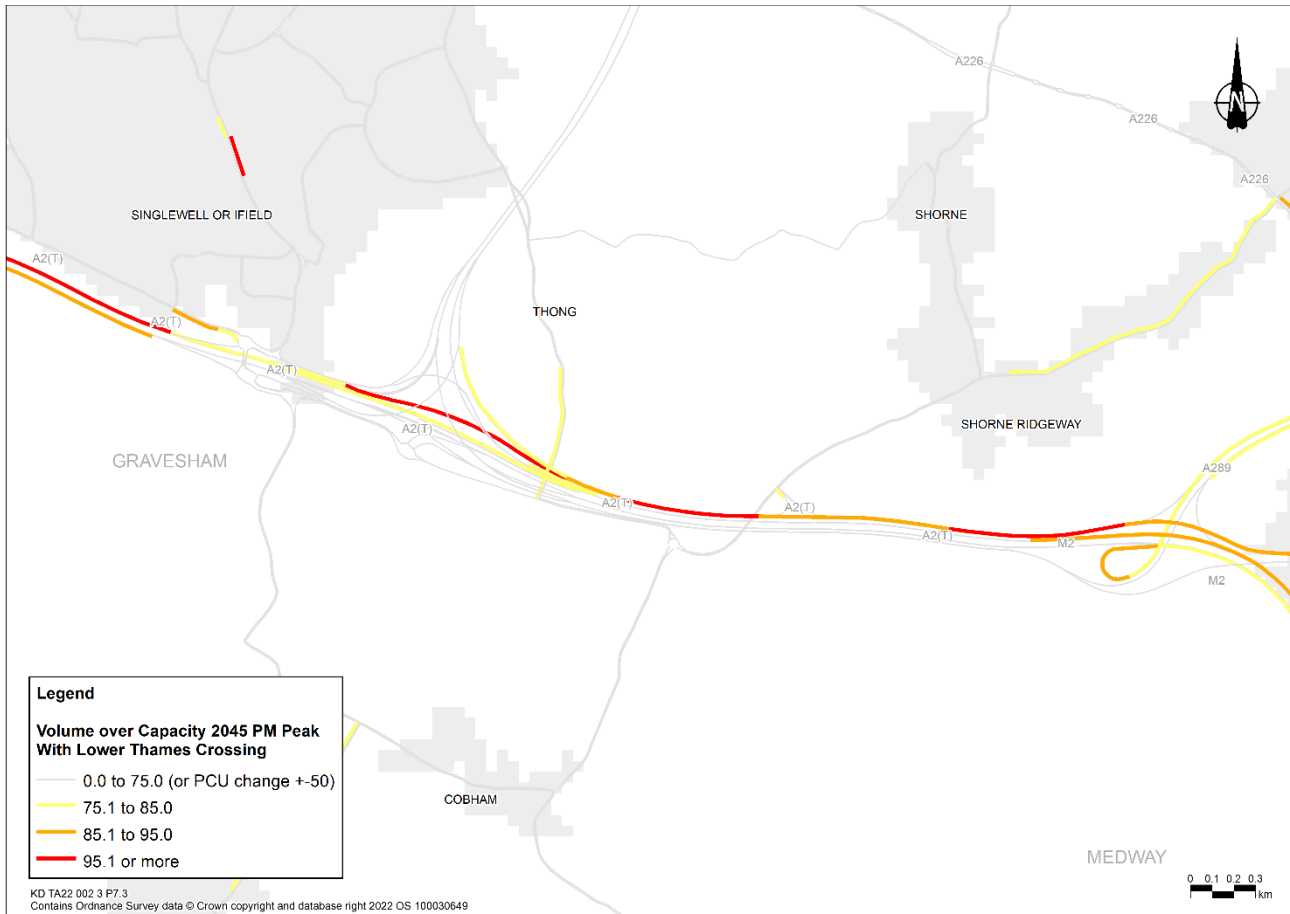 A226
A226
N
A226
SINGLEWELL OR IFIELD
SHORNE
A2(T)
THONG
A2(T)
A2(T)
SHORNE RIDGEWAY
A2(T)
GRAVESHAM
A289
A2(T)
A2(T)
A2(T)
M2
M2
Legend
Volume over Capacity 2045 PM Peak
With Lower Thames Crossing
0.0 to 75.0 (or PCU change +-50)
75.1 to 85.0
85.1 to 95.0
95.1 or more
COBHAM
MEDWAY
0 0.1 0.2 0.3
km
KD TA22 002 3 P7.3
Contains Ordnance Survey data © Crown copyright and database right 2022 OS 100030649